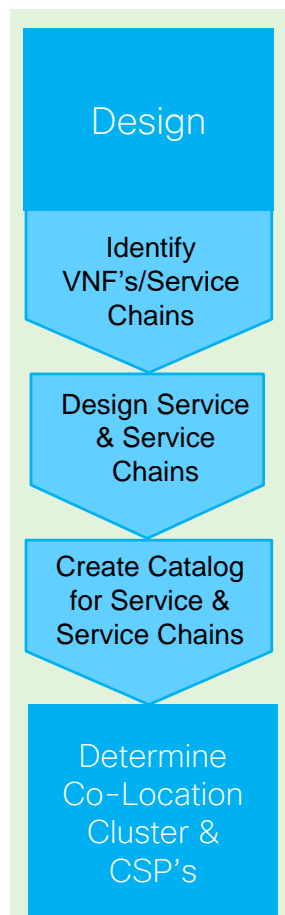 Design
Identify
VNF's/Service
Chains
Design Service
& Service
Chains
Create Catalog
for Service &
Service Chains
Determine
Co-Location
Cluster &
CSP's